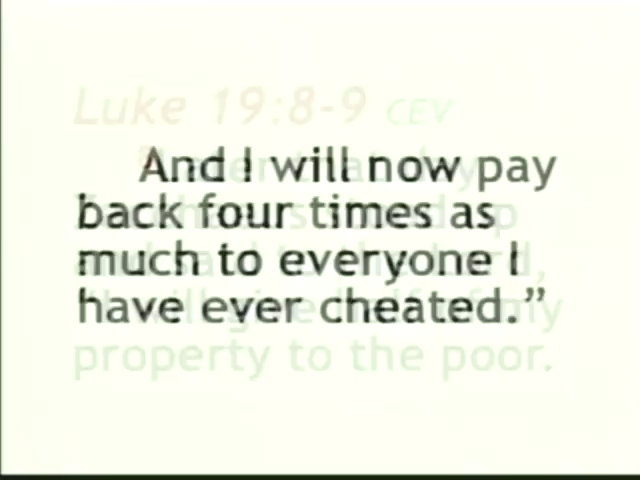 Luke 19:8-9 CEV
And I will now pay
back four times as
much to everyone I
have ever cheated.”
property to the poor.